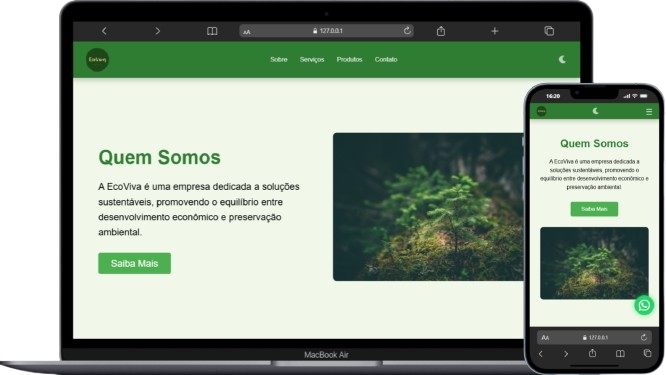 AA 127.0.0.1
EcoViva
Sobre Serviços Produtos Contato
Quem Somos
A EcoViva é uma empresa dedicada a soluções
sustentáveis, promovendo o equilíbrio entre
desenvolvimento econômico e preservação
ambiental.
Saiba Mais
MacBook Air
16:20
Quem Somos
A EcoViva é uma empresa dedicada a
soluções sustentáveis, promovendo o
equilíbrio entre desenvolvimento econômico e
preservação ambiental.
Saiba Mais
AA 127.0.0.1